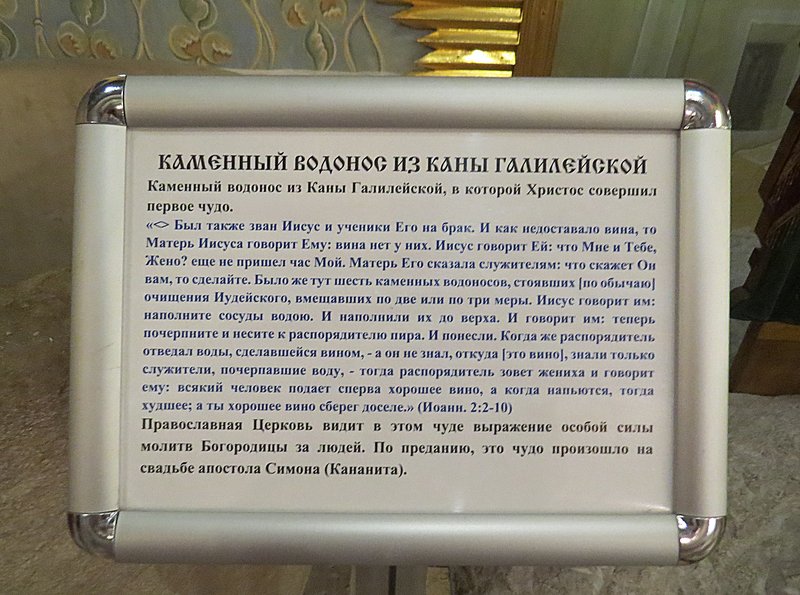 КАМЕННЫЙ ВОДОНОС ИЗ КАНЫ ГАЛИЛЕЙСКОЙ
Каменный водонос из Каны Галилейской, в которой Христос совершил
первое чудо.
«<> Был также зван Иисус и ученики Его на брак. И как недоставало вина, то
Матерь Иисуса говорит Ему: вина нет у них. Иисус говорит Ей: что Мне и Тебе,
Жено? еще не пришел час Мой. Матерь Его сказала служителям: что скажет Он
вам, то сделайте. Было же тут шесть каменных водоносов, стоявших [по обычаю]
очищения Иудейского, вмещавших по две или по три меры. Иисус говорит им:
наполните сосуды водою. И наполнили их до верха. И говорит им: теперь
почерпните и несите к распорядителю пира. И понесли. Когда же распорядитель
отведал воды, сделавшейся вином, - а он не знал, откуда [это вино], знали только
служители, почерпавшие воду, - тогда распорядитель зовет жениха и говорит
ему: всякий человек подает сперва хорошее вино, а когда напьются, тогда
худшее; а ты хорошее вино сберег доселе.» (Иоанн. 2:2-10)
Православная Церковь видит в этом чуде выражение особой силы
молитв Богородицы за людей. По преданию, это чудо произошло на
свадьбе апостола Симона (Кананита).